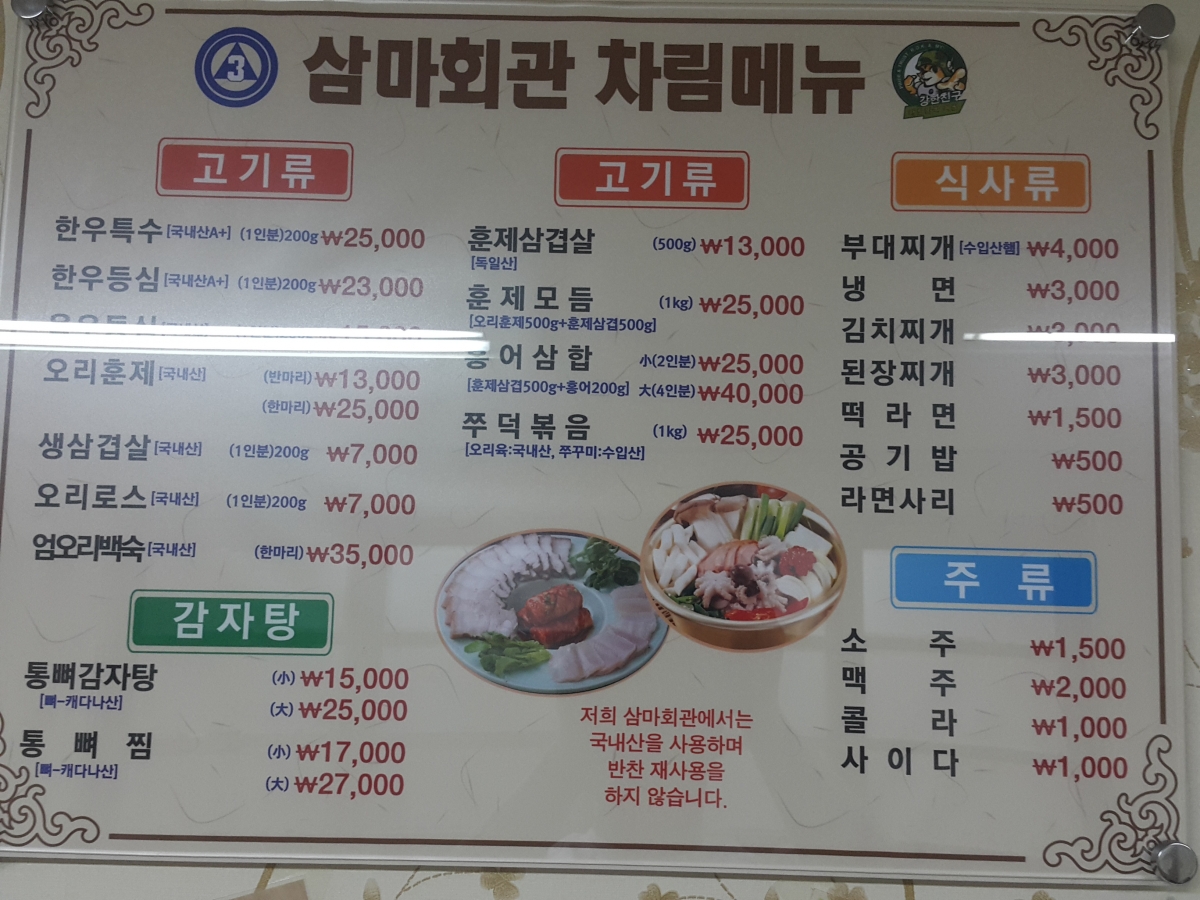 3 삼마회관 차림메뉴 강한친구
고기류
한우특수 [국내산A+] (1인분)200g ₩25,000
한우등심 [국내산A+] (1인분)200g ₩23,000
오리훈제 [국내산] (반마리) ₩13,000
(한마리) ₩25,000
생삼겹살 [국내산] (1인분)200g ₩7,000
오리로스 [국내산] (1인분)200g ₩7,000
엄오리백숙 [국내산] (한마리) ₩35,000
감자탕
통뼈감자탕 (小) ₩15,000
[뼈-캐다나산] (大) ₩25,000
통 뼈 찜 (小) ₩17,000
[뼈-캐다나산] (大) ₩27,000
고기류
훈제삼겹살 (500g) ₩13,000
[독일산]
훈 제 모 듬 (1kg) ₩25,000
[오리훈제500g+훈제삼겹500g]
홍 어 삼 합 小(2인분) ₩25,000
[훈제삼겹500g+홍어200g] 大(4인분) ₩40,000
쭈 덕 볶 음 (1kg) ₩25,000
[오리육:국내산, 쭈꾸미:수입산]
저희 삼마회관에서는
국내산을 사용하며
반찬 재사용을
하지 않습니다.
식사류
부대찌개 [수입산햄] ₩4,000
냉 면 ₩3,000
김치찌개 ₩3,000
된장찌개 ₩3,000
떡 라 면 ₩1,500
공 기 밥 ₩500
라면사리 ₩500
주 류
소 주 ₩1,500
맥 주 ₩2,000
콜 라 ₩1,000
사 이 다 ₩1,000